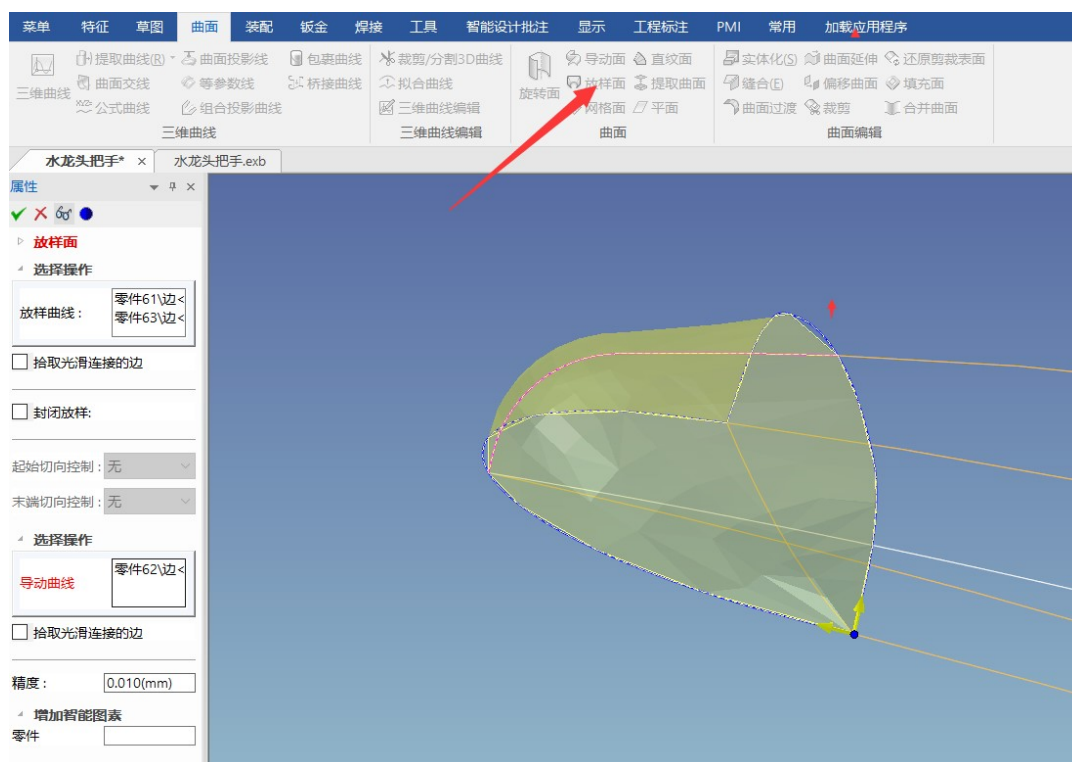 菜单 特征 草图 曲面 装配 钣金 焊接 工具 智能设计批注 显示 工程标注 PMI 常用 加载应用程序
三维曲线 提取曲线(R) 曲面投影线 包裹曲线 裁剪/分割3D曲线 旋转面 导动面 直纹面 实体化(S) 曲面延伸 还原剪裁表面
曲面交线 等参数线 桥接曲线 拟合曲线 放样面 提取曲面 缝合(E) 偏移曲面 填充面
公式曲线 组合投影曲线 三维曲线编辑 网格面 平面 曲面过渡 裁剪 合并曲面
三维曲线 三维曲线编辑 曲面 曲面编辑
水龙头把手* × 水龙头把手.exb
属性
放样面
选择操作
放样曲线：
零件61\边<
零件63\边<
拾取光滑连接的边
封闭放样:
起始切向控制：无
末端切向控制：无
选择操作
导动曲线
零件62\边<
拾取光滑连接的边
精度： 0.010(mm)
增加智能图素
零件